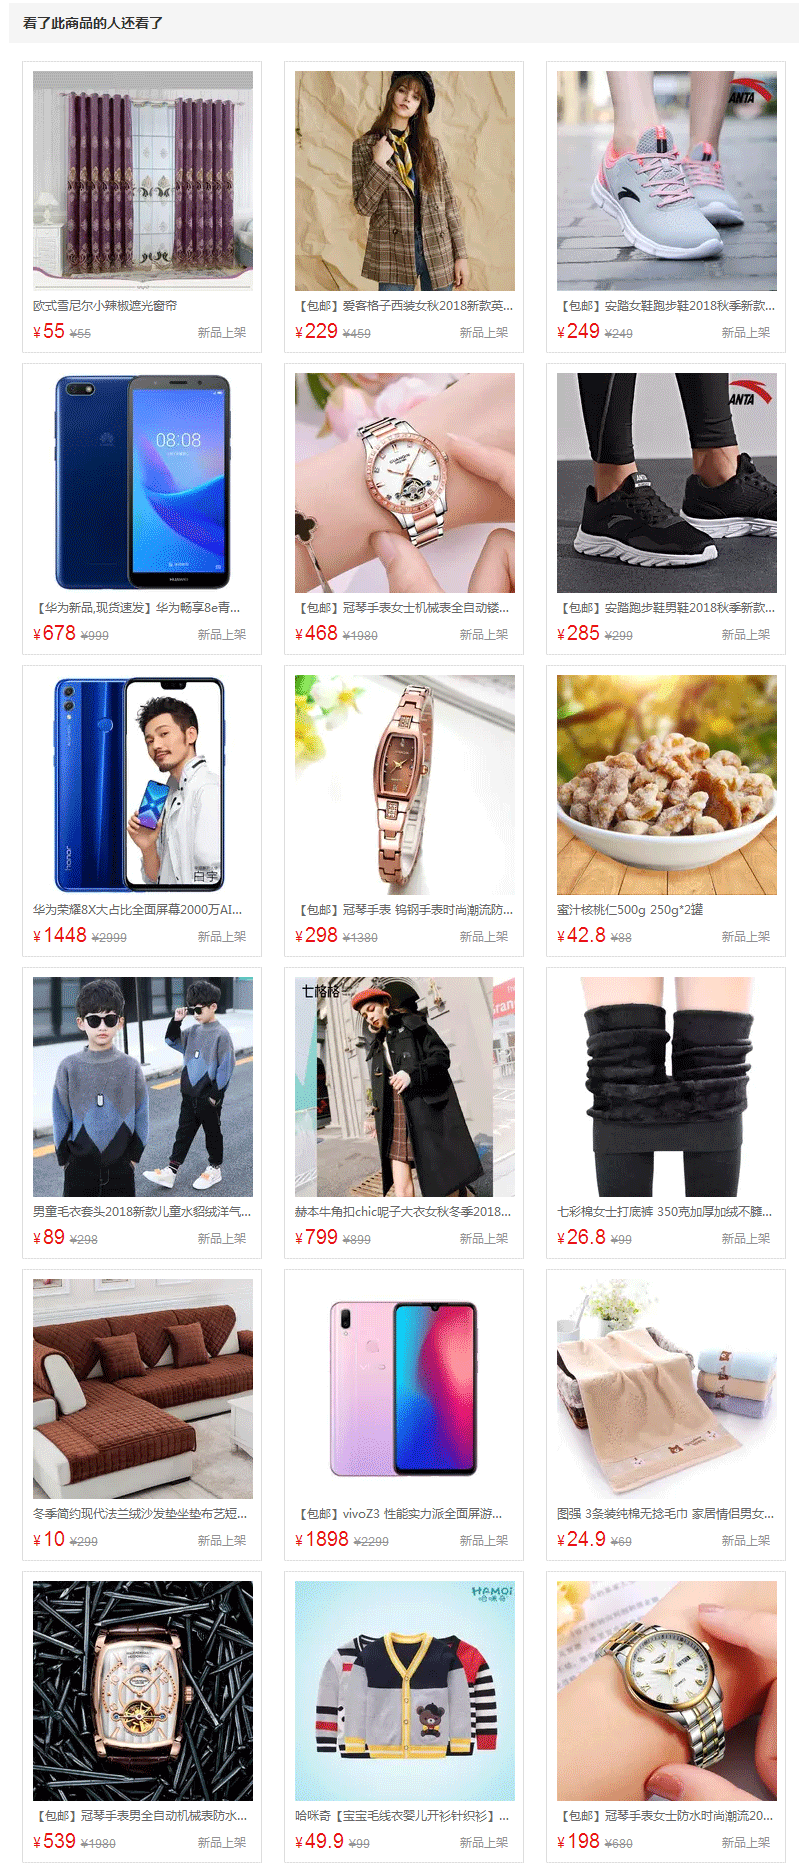 看了此商品的人还看了
欧式雪尼尔小辣椒遮光窗帘
¥55 ¥55 新品上架
【包邮】爱客格子西装女秋2018新款英...
¥229 ¥459 新品上架
ANTA
【包邮】安踏女鞋跑步鞋2018秋季新款...
¥249 ¥249 新品上架
08:08
HUAWEI
【华为新品,现货速发】华为畅享8e青...
¥678 ¥999 新品上架
【包邮】冠琴手表女士机械表全自动镂...
¥468 ¥1980 新品上架
ANTA
ANTA
【包邮】安踏跑步鞋男鞋2018秋季新款...
¥285 ¥299 新品上架
honor
白宇
华为荣耀8X大占比全面屏幕2000万AI...
¥1448 ¥2999 新品上架
【包邮】冠琴手表 钨钢手表时尚潮流防...
¥298 ¥1380 新品上架
蜜汁核桃仁500g 250g*2罐
¥42.8 ¥88 新品上架
男童毛衣套头2018新款儿童水貂绒洋气...
¥89 ¥298 新品上架
七格格
赫本牛角扣chic呢子大衣女秋冬季2018...
¥799 ¥899 新品上架
七彩棉女士打底裤 350克加厚加绒不臃...
¥26.8 ¥99 新品上架
冬季简约现代法兰绒沙发垫坐垫布艺短...
¥10 ¥299 新品上架
vivo
【包邮】vivoZ3 性能实力派全面屏游...
¥1898 ¥2299 新品上架
图强 3条装纯棉无捻毛巾 家居情侣男女...
¥24.9 ¥69 新品上架
【包邮】冠琴手表男全自动机械表防水...
¥539 ¥1980 新品上架
HAMOI
哈咪奇
哈咪奇【宝宝毛线衣婴儿开衫针织衫】...
¥49.9 ¥99 新品上架
【包邮】冠琴手表女士防水时尚潮流20...
¥198 ¥680 新品上架